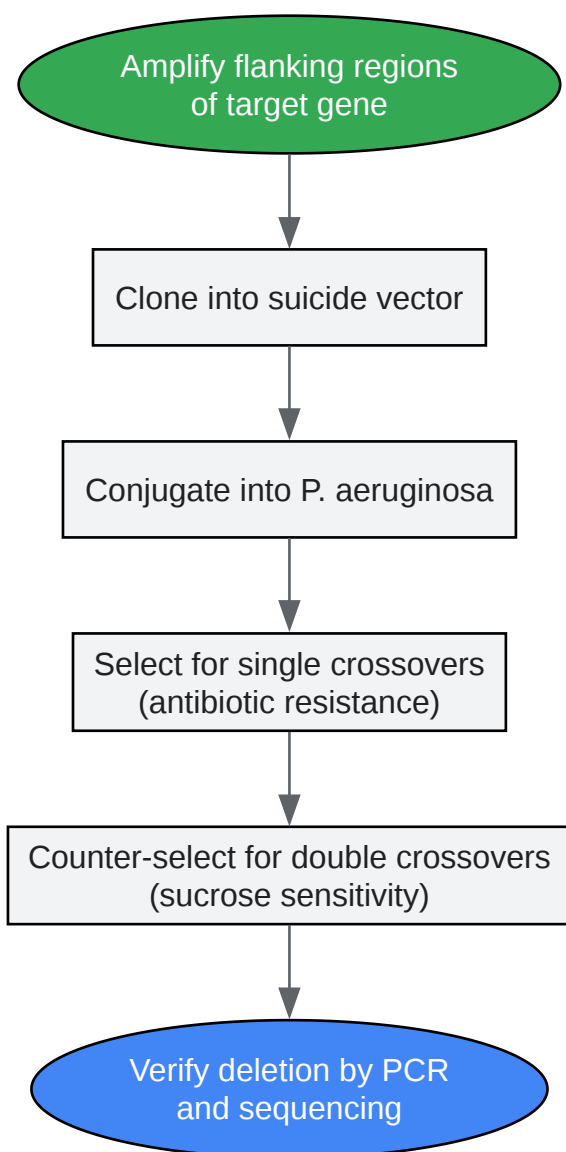 Amplify flanking regions
of target gene
Clone into suicide vector
Conjugate into P. aeruginosa
Select for single crossovers
(antibiotic resistance)
Counter-select for double crossovers
(sucrose sensitivity)
Verify deletion by PCR
and sequencing